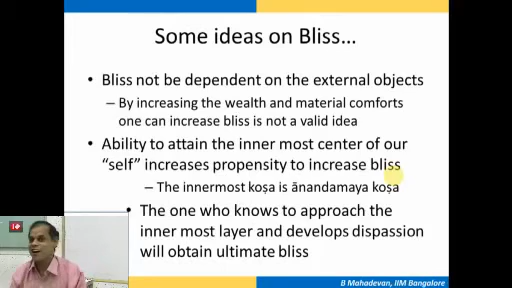 Some ideas on Bliss...
• Bliss not be dependent on the external objects
– By increasing the wealth and material comforts
one can increase bliss is not a valid idea
• Ability to attain the inner most center of our
“self” increases propensity to increase bliss
– The innermost koṣa is ānandamaya koṣa
• The one who knows to approach the
inner most layer and develops dispassion
will obtain ultimate bliss
B Mahadevan, IIM Bangalore